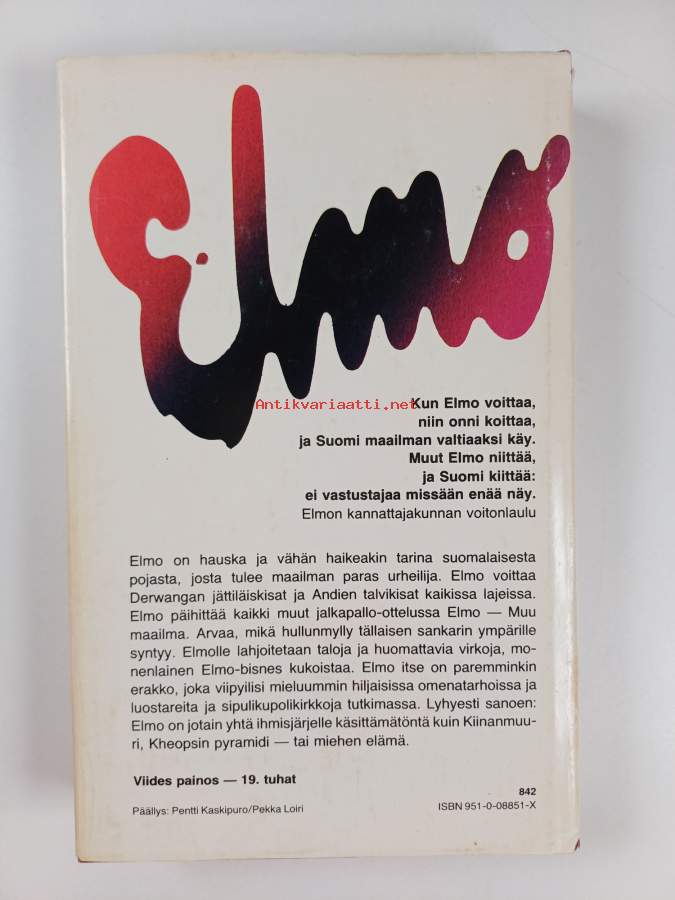 Elmo
Antikvariaatti.net
Kun Elmo voittaa,
niin onni koittaa,
ja Suomi maailman valtiaaksi käy.
Muut Elmo niittää,
ja Suomi kiittää:
ei vastustajaa missään enää näy.
Elmon kannattajakunnan voitonlaulu
Elmo on hauska ja vähän haikeakin tarina suomalaisesta
pojasta, josta tulee maailman paras urheilija. Elmo voittaa
Derwangan jättiläiskisat ja Andien talvikisat kaikissa lajeissa.
Elmo päihittää kaikki muut jalkapallo-ottelussa Elmo — Muu
maailma. Arvaa, mikä hullunmylly tällaisen sankarin ympärille
syntyy. Elmolle lahjoitetaan taloja ja huomattavia virkoja, mo-
nenlainen Elmo-bisnes kukoistaa. Elmo itse on paremminkin
erakko, joka viipyilisi mieluummin hiljaisissa omenatarhoissa ja
luostareita ja sipulikupolikirkkoja tutkimassa. Lyhyesti sanoen:
Elmo on jotain yhtä ihmisjärjelle käsittämätöntä kuin Kiinanmuu-
ri, Kheopsin pyramidi — tai miehen elämä.
Viides painos — 19. tuhat
842
Päällys: Pentti Kaskipuro/Pekka Loiri
ISBN 951-0-08851-X